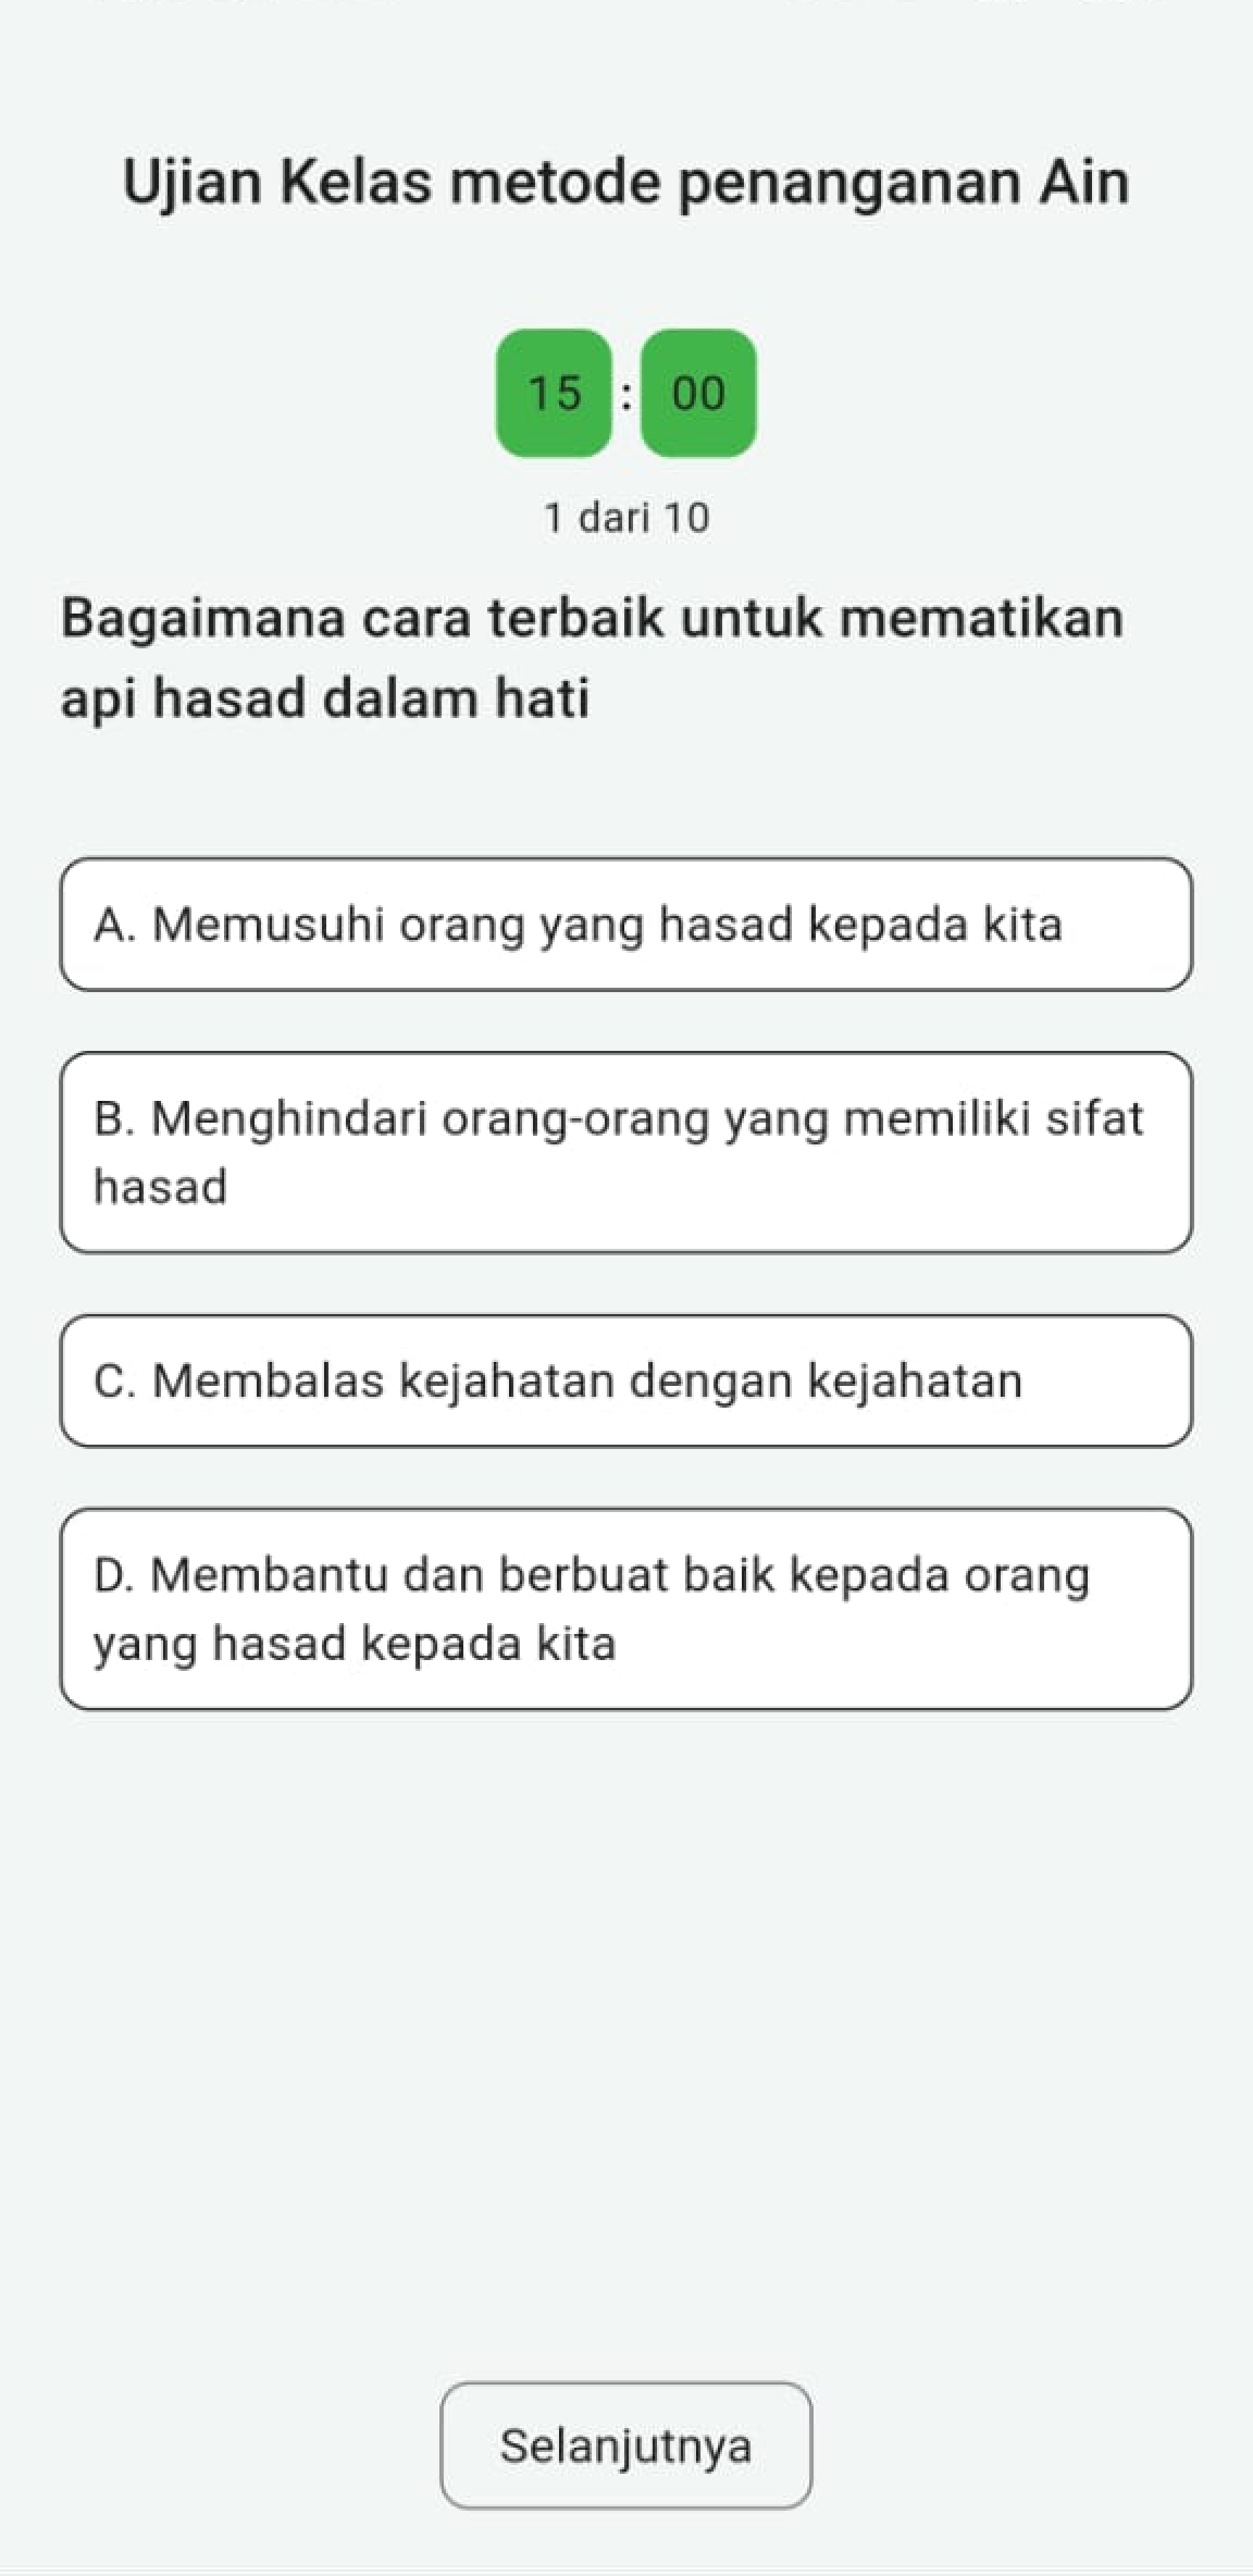 Ujian Kelas metode penanganan Ain
15 : 00
1 dari 10
Bagaimana cara terbaik untuk mematikan
api hasad dalam hati
A. Memusuhi orang yang hasad kepada kita
B. Menghindari orang-orang yang memiliki sifat
hasad
C. Membalas kejahatan dengan kejahatan
D. Membantu dan berbuat baik kepada orang
yang hasad kepada kita
Selanjutnya